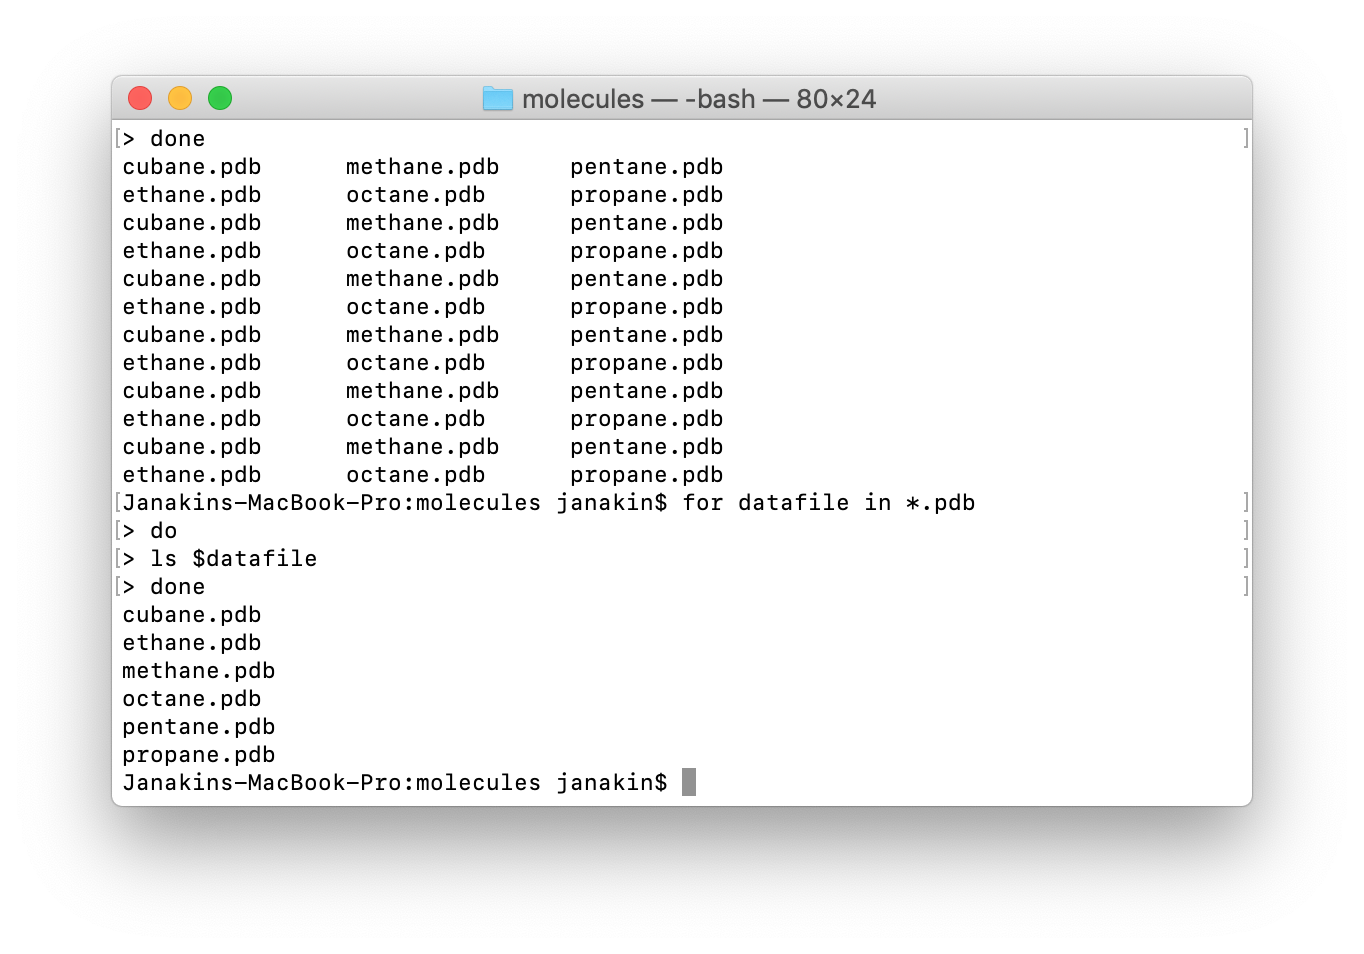 molecules — -bash — 80×24
[> done ]
cubane.pdb methane.pdb pentane.pdb
ethane.pdb octane.pdb propane.pdb
cubane.pdb methane.pdb pentane.pdb
ethane.pdb octane.pdb propane.pdb
cubane.pdb methane.pdb pentane.pdb
ethane.pdb octane.pdb propane.pdb
cubane.pdb methane.pdb pentane.pdb
ethane.pdb octane.pdb propane.pdb
cubane.pdb methane.pdb pentane.pdb
ethane.pdb octane.pdb propane.pdb
cubane.pdb methane.pdb pentane.pdb
ethane.pdb octane.pdb propane.pdb
[Janakins-MacBook-Pro:molecules janakin$ for datafile in *.pdb ]
[> do ]
[> ls $datafile ]
[> done ]
cubane.pdb
ethane.pdb
methane.pdb
octane.pdb
pentane.pdb
propane.pdb
Janakins-MacBook-Pro:molecules janakin$